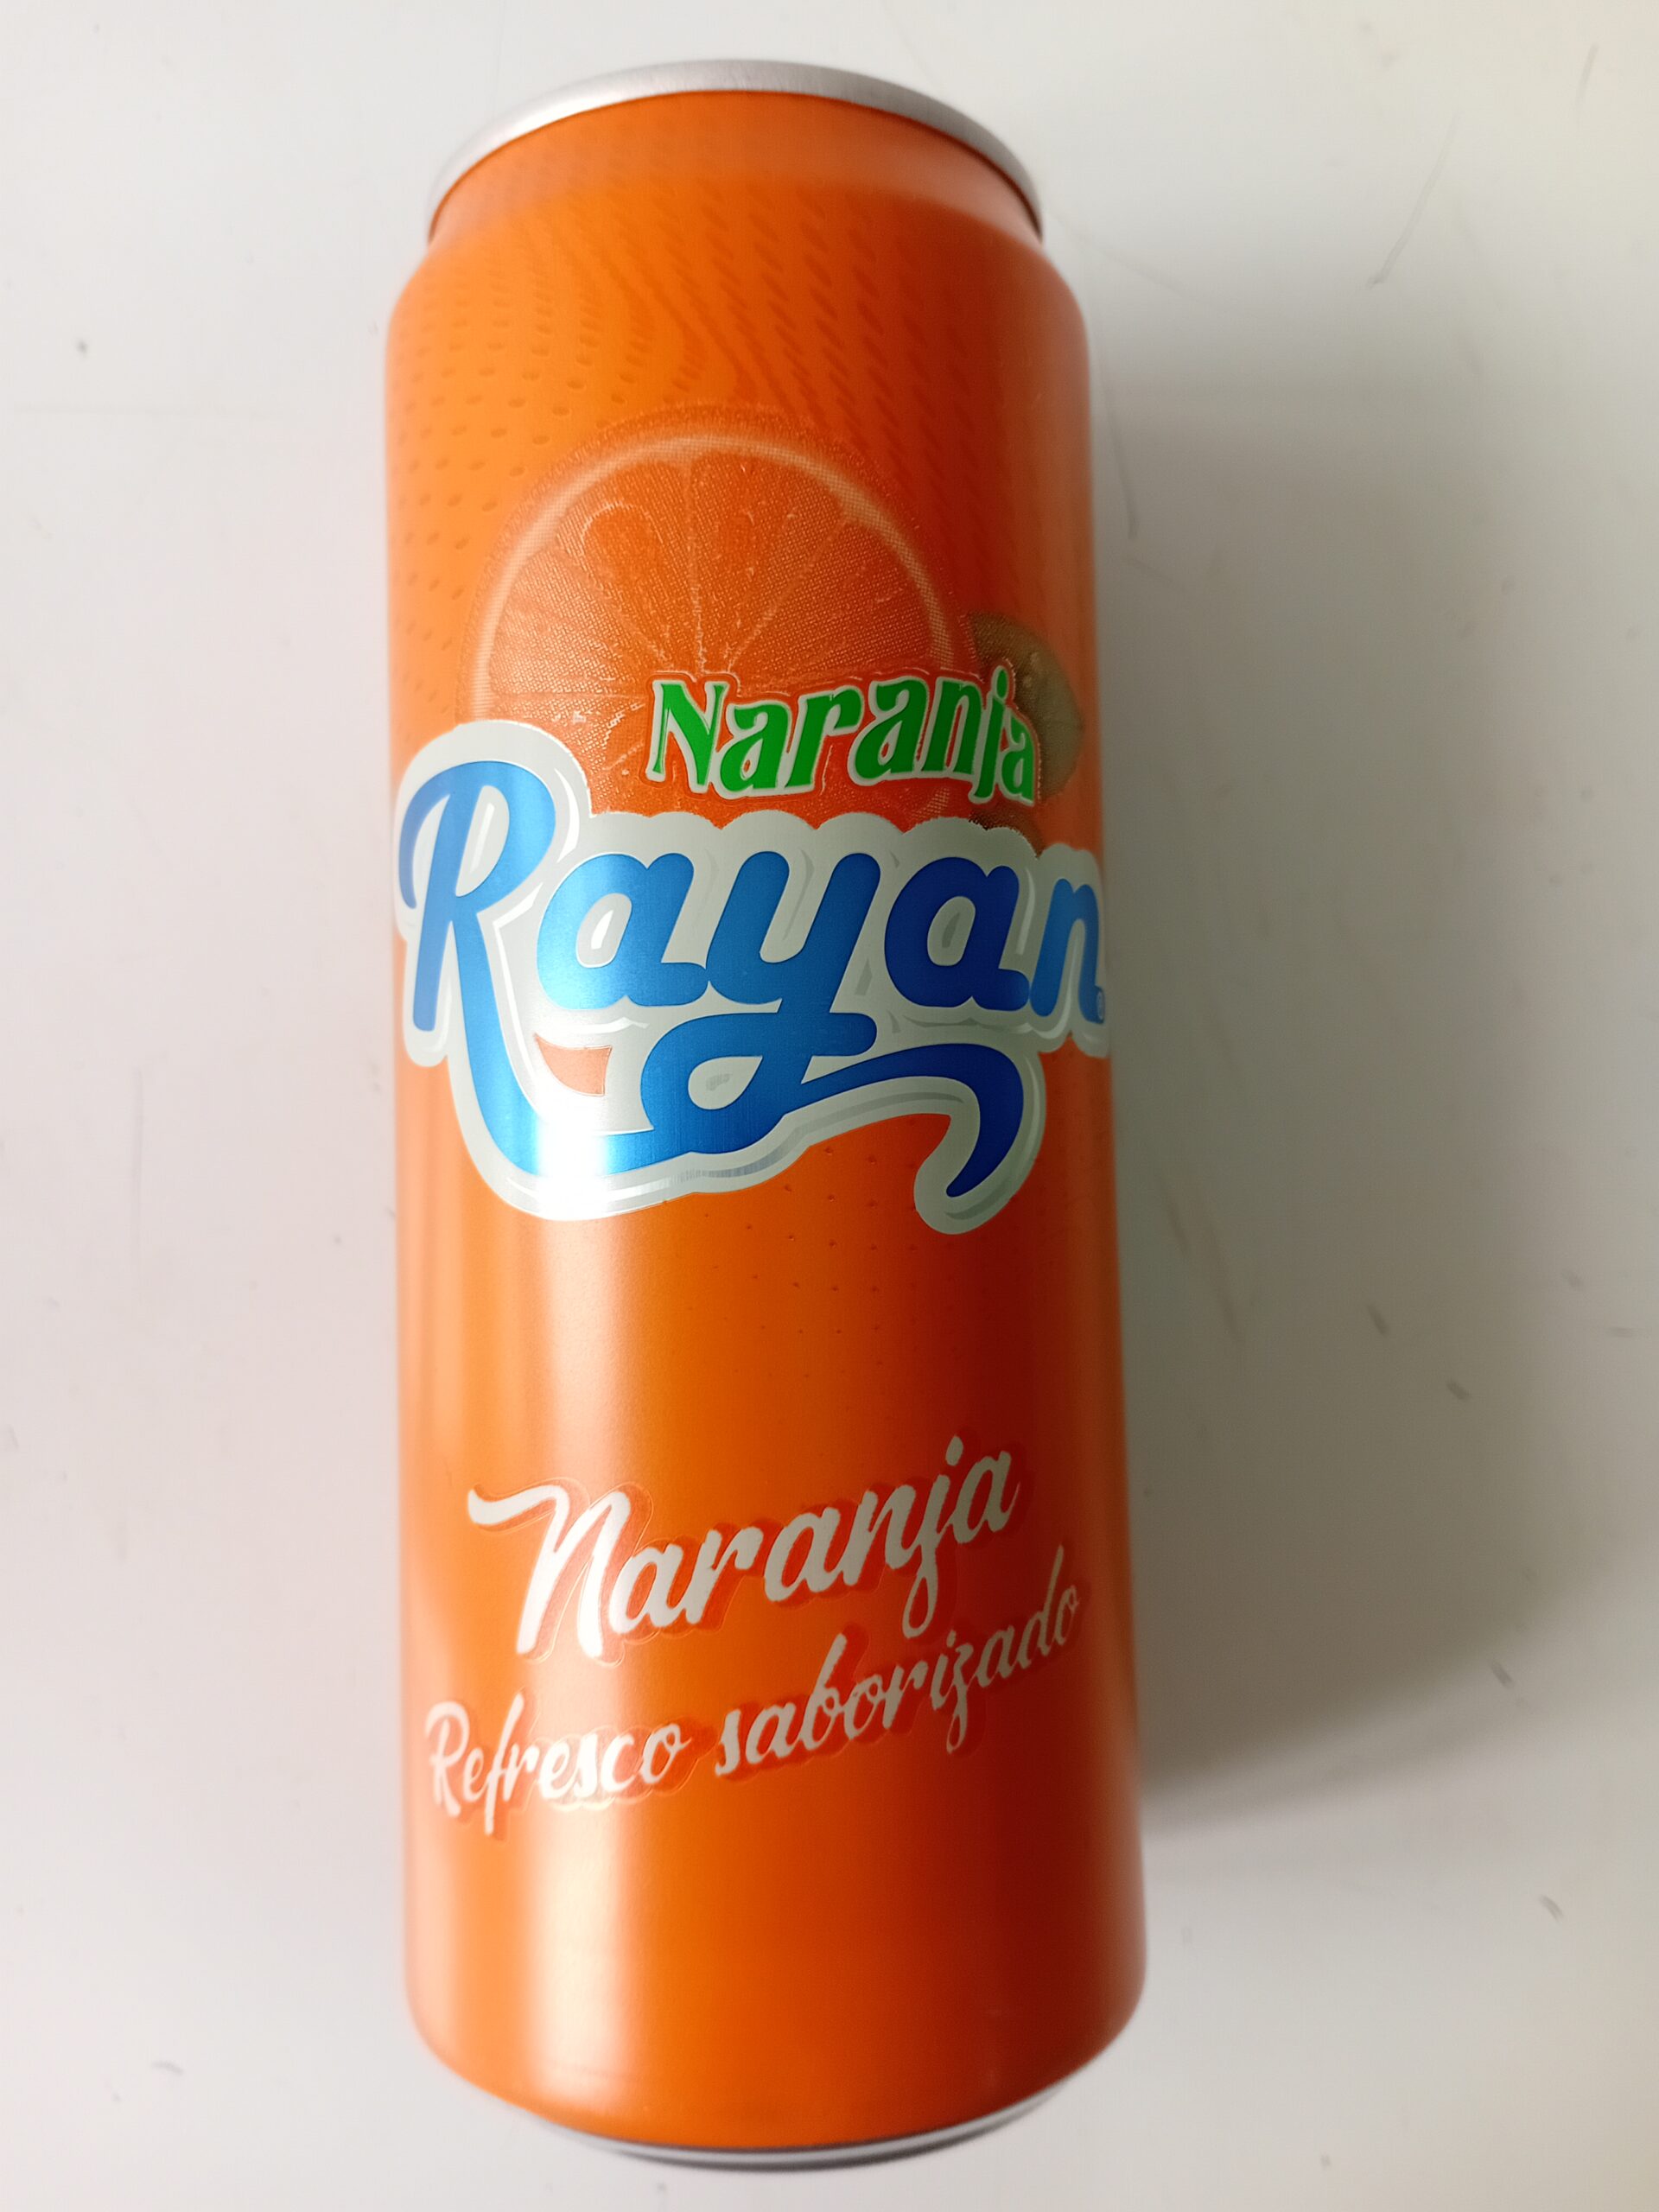 Naranja
Rayan®
Naranja
Refresco saborizado